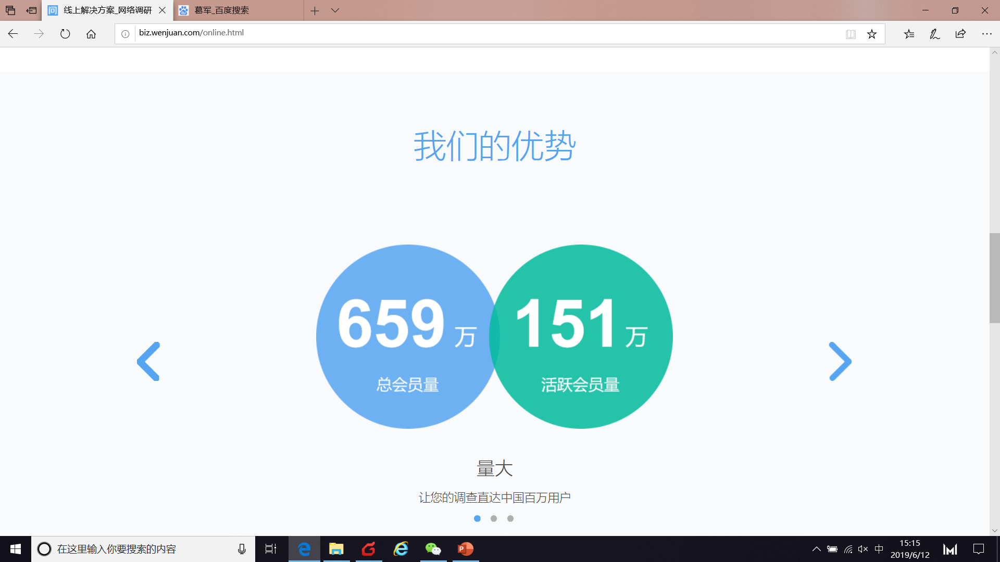 线上解决方案_网络调研
葛军_百度搜索
biz.wenjuan.com/online.html
我们的优势
659 万
总会员量
151 万
活跃会员量
量大
让您的调查直达中国百万用户
在这里输入你要搜索的内容
中
15:15
2019/6/12